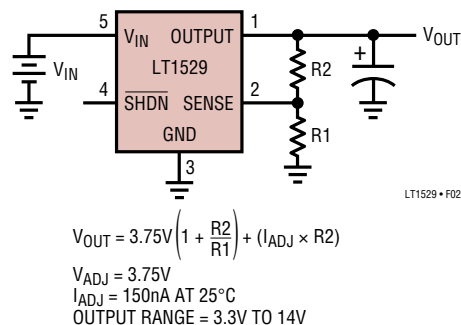 5
V_IN
OUTPUT
1
V_OUT
V_IN
LT1529
R2
+
4
SHDN
SENSE
2
R1
GND
3
LT1529 • F02
V_OUT = 3.75V(1 + R2/R1) + (I_ADJ × R2)
V_ADJ = 3.75V
I_ADJ = 150nA AT 25°C
OUTPUT RANGE = 3.3V TO 14V